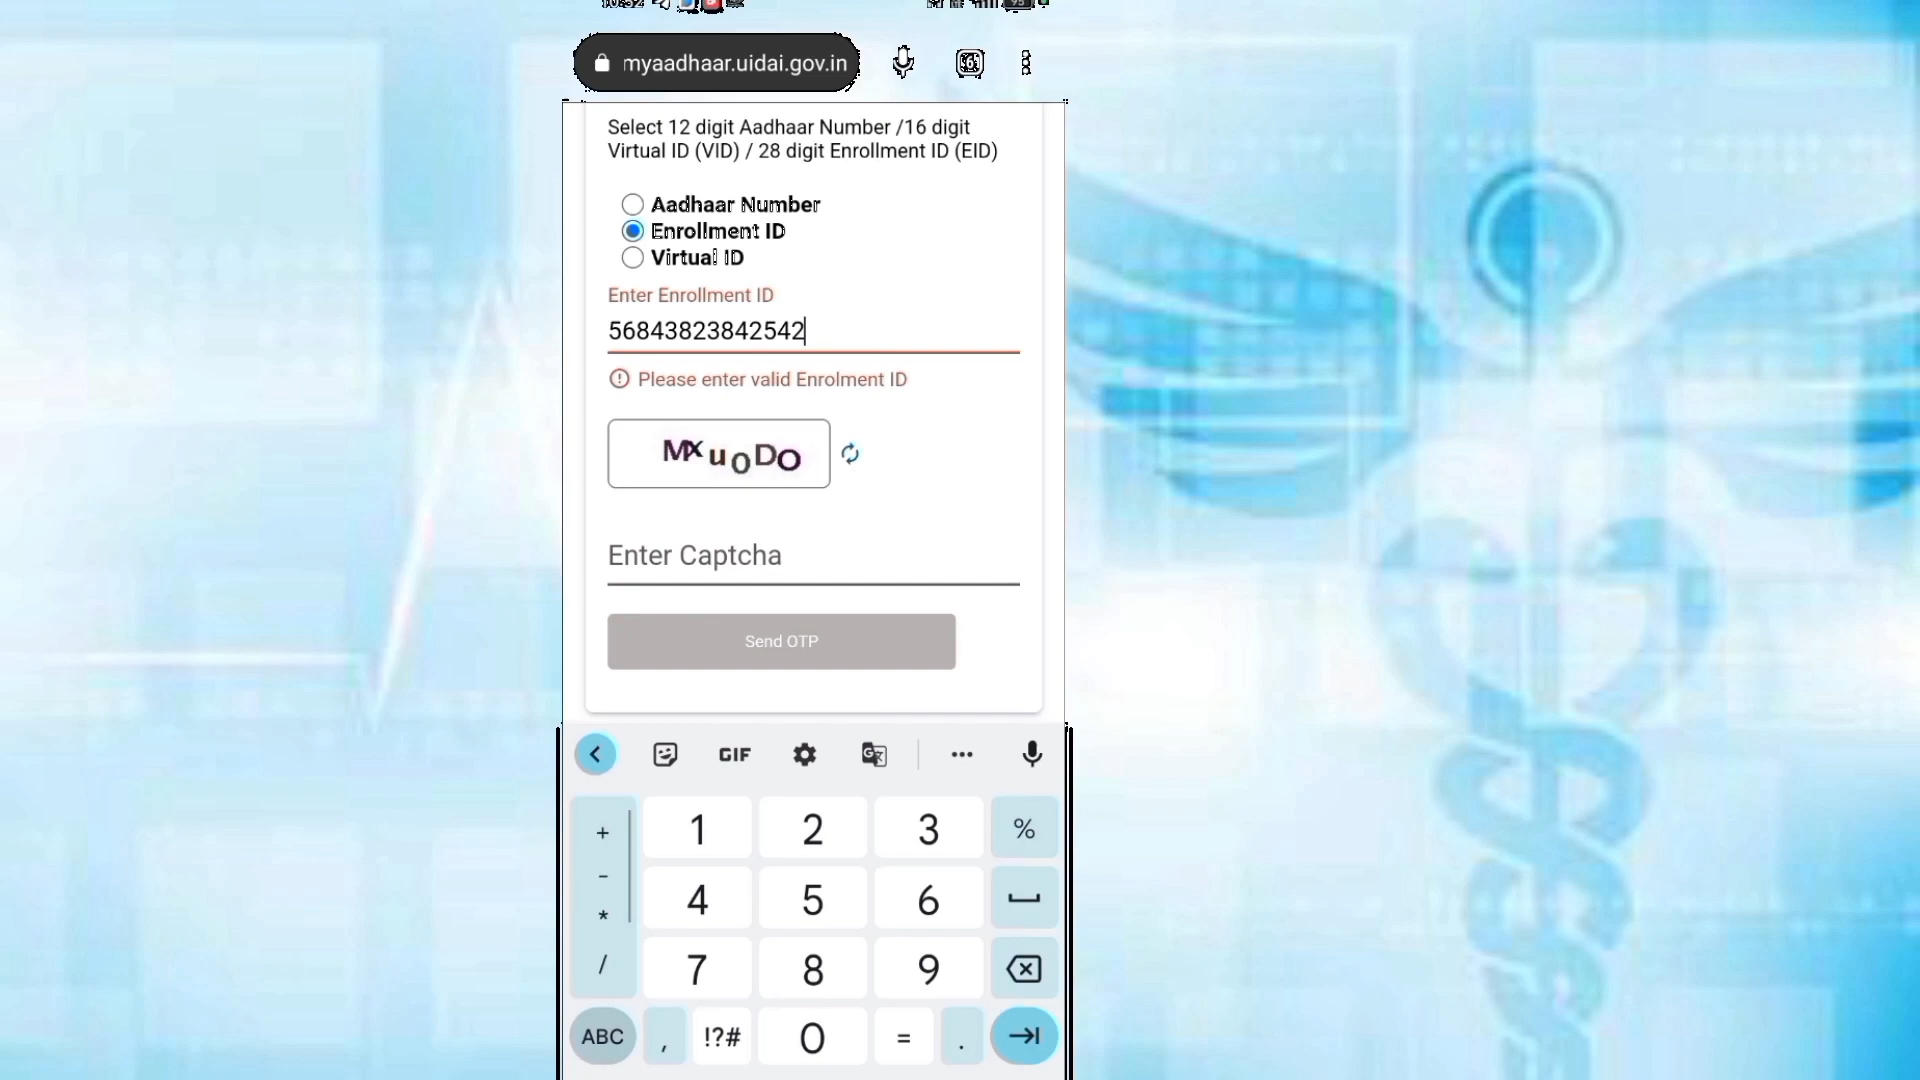 myaadhaar.uidai.gov.in
Select 12 digit Aadhaar Number /16 digit
Virtual ID (VID) / 28 digit Enrollment ID (EID)
Aadhaar Number
Enrollment ID
Virtual ID
Enter Enrollment ID
56843823842542
Please enter valid Enrolment ID
MxuoDO
Enter Captcha
Send OTP
GIF
+ 1 2 3 %
-
4 5 6
*
/ 7 8 9
ABC , !?# 0 = .